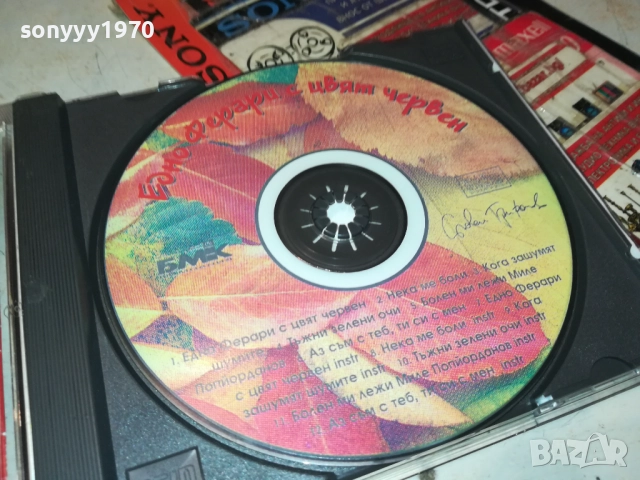 sonyyy1970
SONY
MAXELL
Едно ферари с цвят червен
БМК
1. Едно Ферари с цвят червен 2. Нека ме боли 3. Кога зашумят
шумите 4. Тъжни зелени очи 5. Болен ми лежи Миле
Попйорданов 6. Аз съм с теб, ти си с мен 7. Едно Ферари
с цвят червен instr 8. Нека ме боли instr 9. Кога
зашумят шумите instr 10. Тъжни зелени очи instr
11. Болен ми лежи Миле Попйорданов instr
12. Аз съм с теб, ти си с мен instr
BAZAR.bg